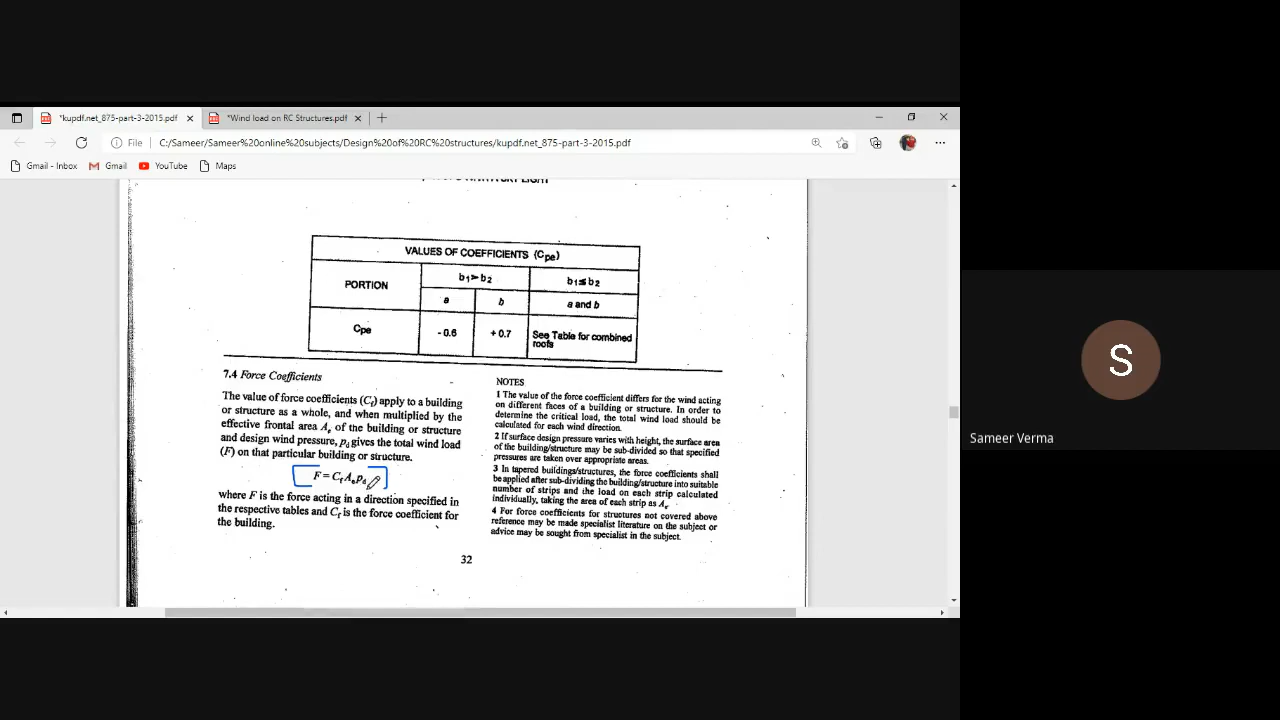 *kupdf.net_875-part-3-2015.pdf
*Wind load on RC Structures.pdf
File
C:/Sameer/Sameer%20online%20subjects/Design%20of%20RC%20structures/kupdf.net_875-part-3-2015.pdf
Gmail - Inbox
Gmail
YouTube
Maps
VALUES OF COEFFICIENTS (Cpe)
PORTION
b1>b2
b1≤b2
a
b
a and b
Cpe
- 0.6
+ 0.7
See Table for combined
roofs
7.4 Force Coefficients
The value of force coefficients (Cf) apply to a building
or structure as a whole, and when multiplied by the
effective frontal area Ae of the building or structure
and design wind pressure, pd gives the total wind load
(F) on that particular building or structure.
F = Cf Ae pd
where F is the force acting in a direction specified in
the respective tables and Cf is the force coefficient for
the building.
NOTES
1 The value of the force coefficient differs for the wind acting
on different faces of a building or structure. In order to
determine the critical load, the total wind load should be
calculated for each wind direction.
2 If surface design pressure varies with height, the surface area
of the building/structure may be sub-divided so that specified
pressures are taken over appropriate areas.
3 In tapered buildings/structures, the force coefficients shall
be applied after sub-dividing the building/structure into suitable
number of strips and the load on each strip calculated
individually, taking the area of each strip as Ae.
4 For force coefficients for structures not covered above
reference may be made specialist literature on the subject or
advice may be sought from specialist in the subject.
32
S
Sameer Verma